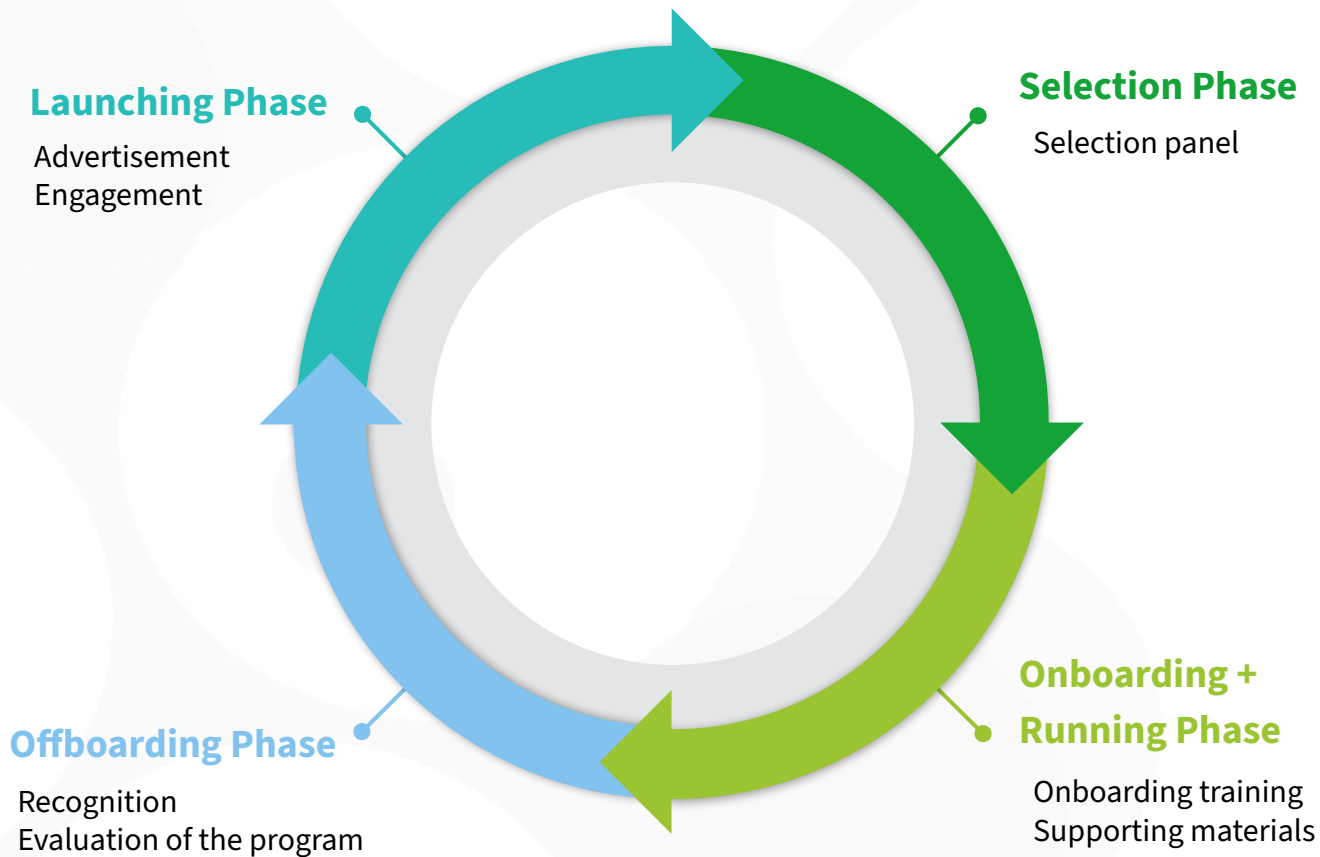 Launching Phase
Advertisement
Engagement
Selection Phase
Selection panel
Onboarding +
Running Phase
Onboarding training
Supporting materials
Offboarding Phase
Recognition
Evaluation of the program